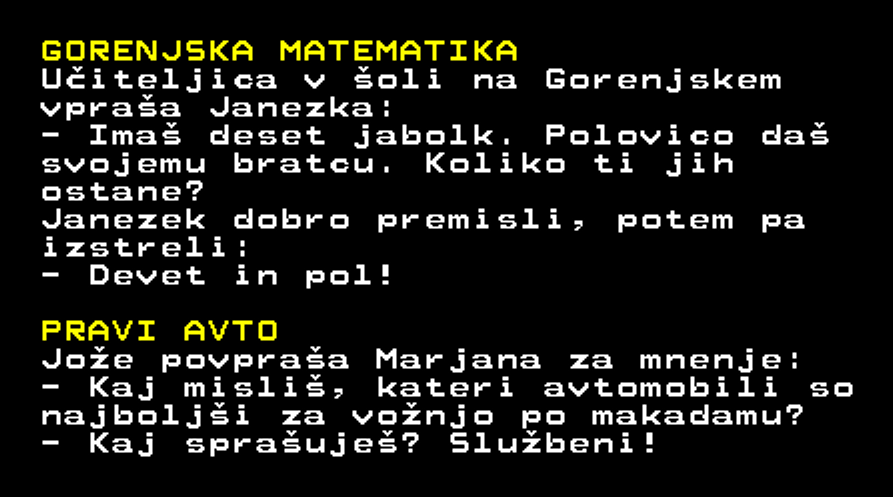 GORENJSKA MATEMATIKA
Učiteljica v šoli na Gorenjskem
vpraša Janezka:
- Imaš deset jabolk. Polovico daš
svojemu bratcu. Koliko ti jih
ostane?
Janezek dobro premisli, potem pa
izstreli:
- Devet in pol!
PRAVI AVTO
Jože povpraša Marjana za mnenje:
- Kaj misliš, kateri avtomobili so
najboljši za vožnjo po makadamu?
- Kaj sprašuješ? Službeni!